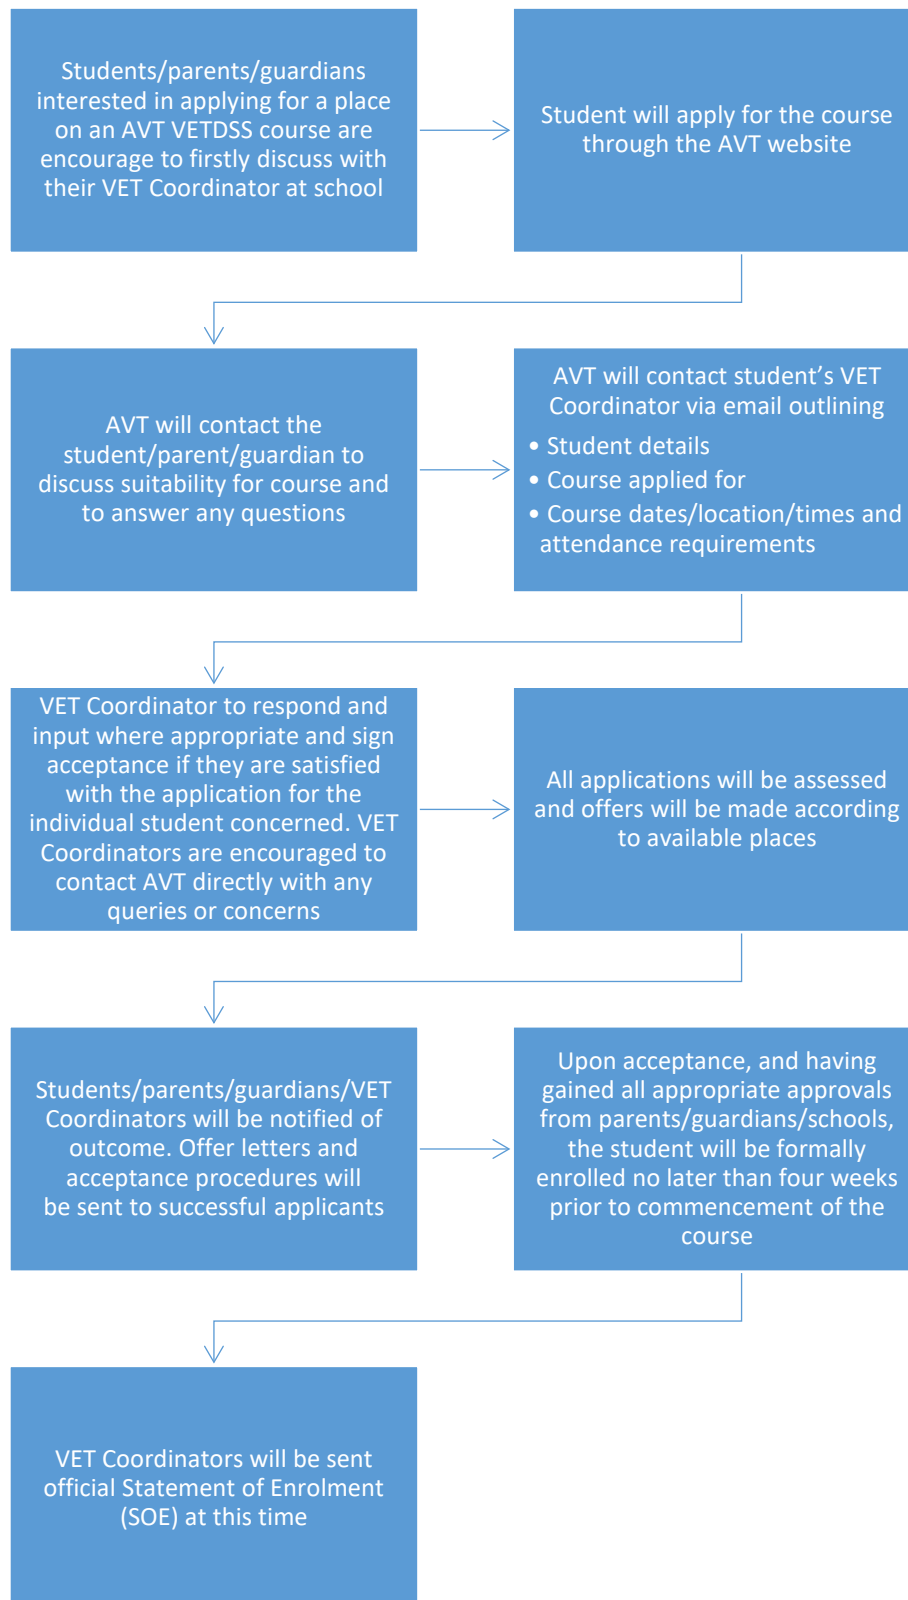 Students/parents/guardians
interested in applying for a place
on an AVT VETDSS course are
encourage to firstly discuss with
their VET Coordinator at school
Student will apply for the course
through the AVT website
AVT will contact the
student/parent/guardian to
discuss suitability for course and
to answer any questions
AVT will contact student’s VET
Coordinator via email outlining
• Student details
• Course applied for
• Course dates/location/times and
attendance requirements
VET Coordinator to respond and
input where appropriate and sign
acceptance if they are satisfied
with the application for the
individual student concerned. VET
Coordinators are encouraged to
contact AVT directly with any
queries or concerns
All applications will be assessed
and offers will be made according
to available places
Students/parents/guardians/VET
Coordinators will be notified of
outcome. Offer letters and
acceptance procedures will
be sent to successful applicants
Upon acceptance, and having
gained all appropriate approvals
from parents/guardians/schools,
the student will be formally
enrolled no later than four weeks
prior to commencement of the
course
VET Coordinators will be sent
official Statement of Enrolment
(SOE) at this time